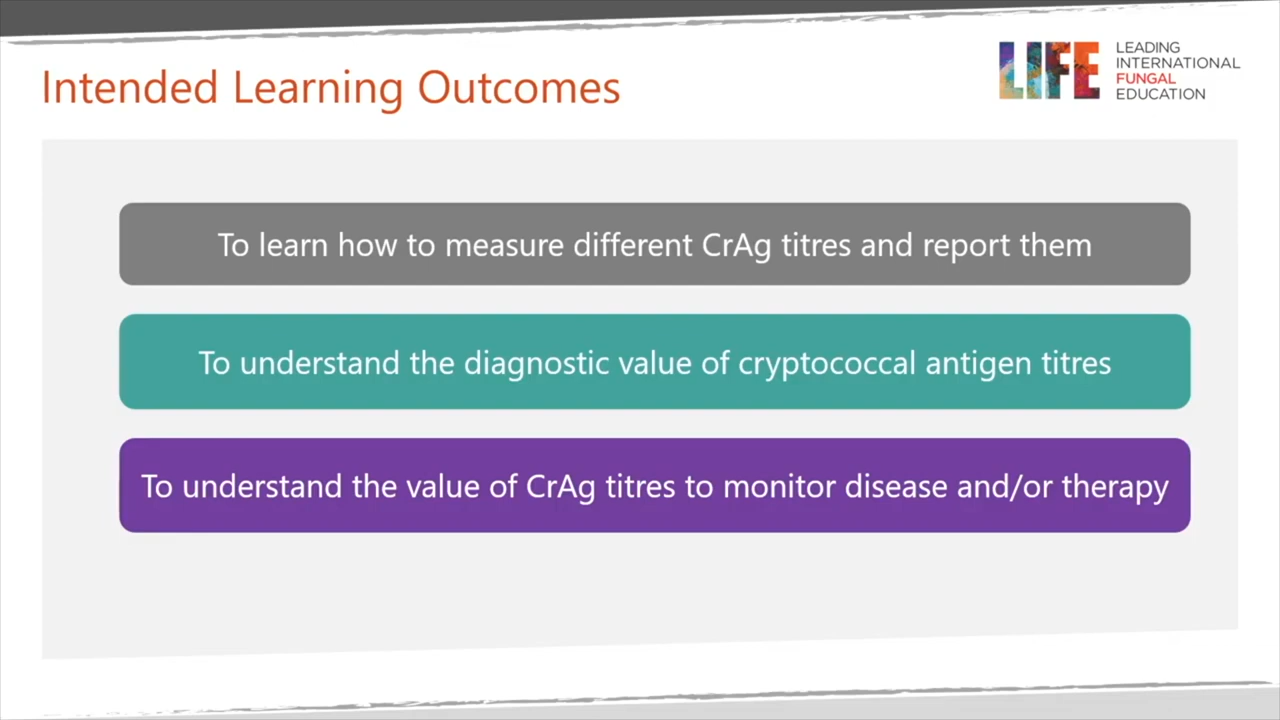 Intended Learning Outcomes
LIFE
LEADING
INTERNATIONAL
FUNGAL
EDUCATION
To learn how to measure different CrAg titres and report them
To understand the diagnostic value of cryptococcal antigen titres
To understand the value of CrAg titres to monitor disease and/or therapy